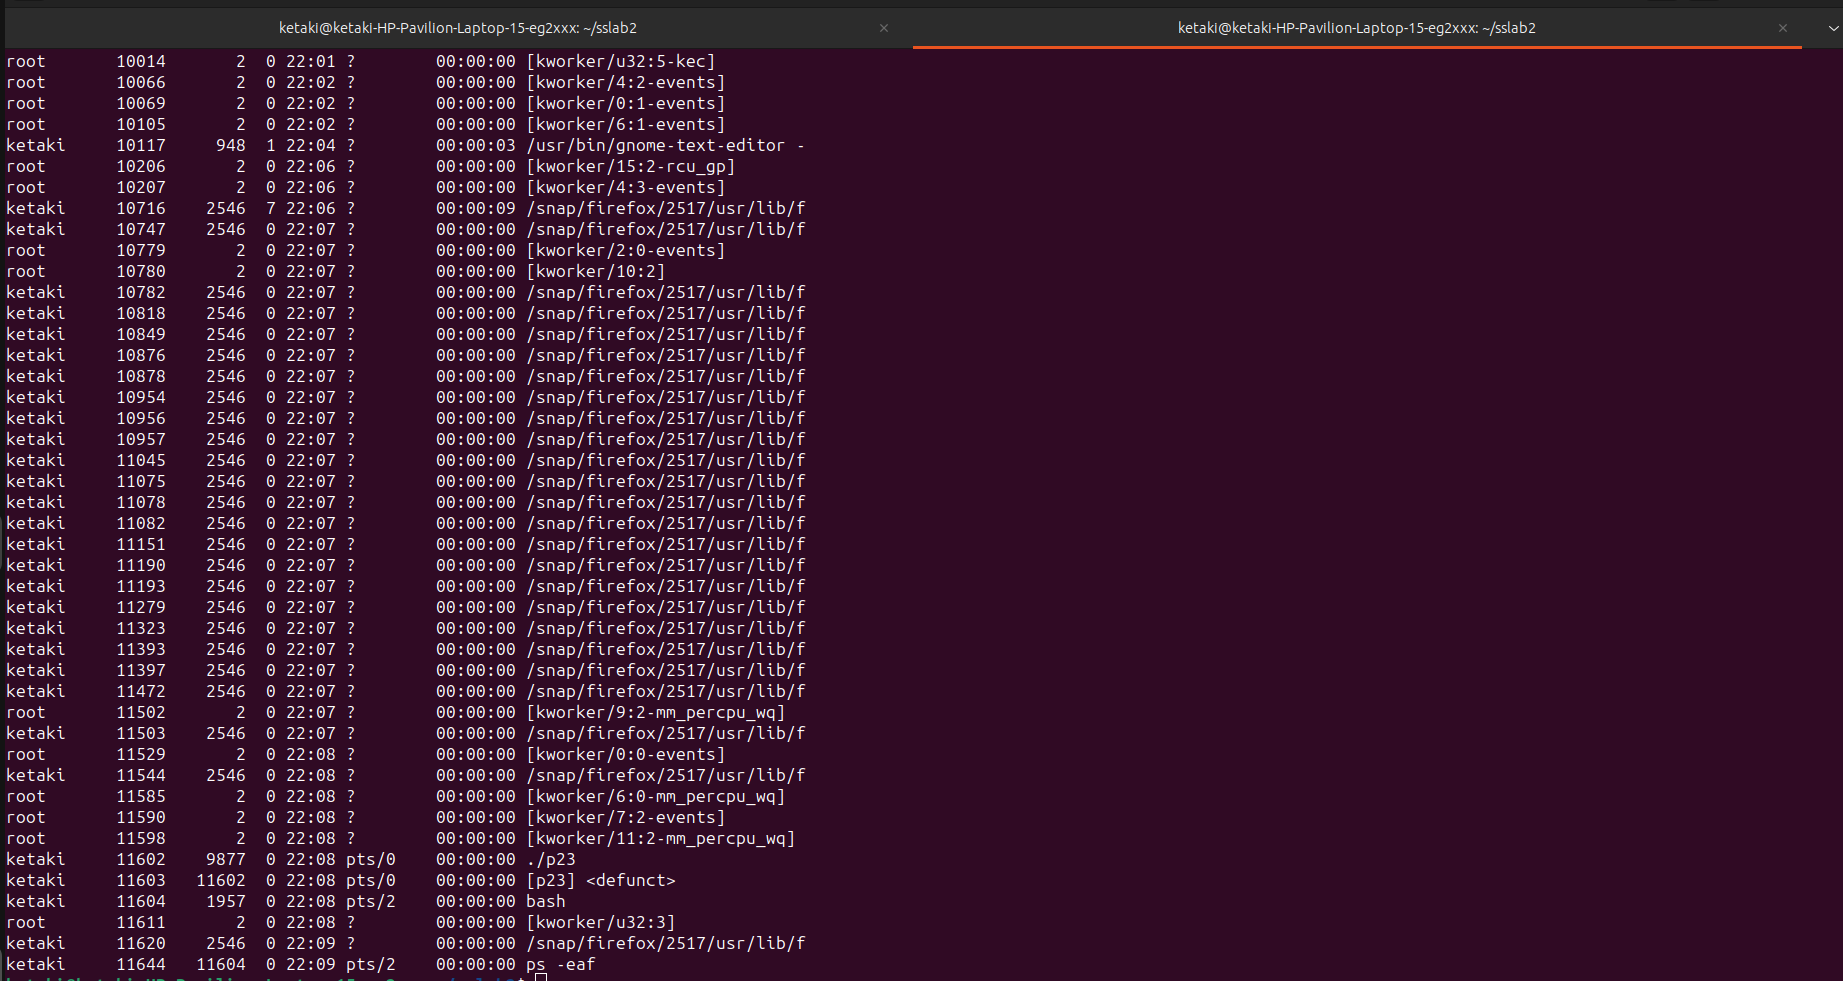 ketaki@ketaki-HP-Pavilion-Laptop-15-eg2xxx: ~/sslab2 × ketaki@ketaki-HP-Pavilion-Laptop-15-eg2xxx: ~/sslab2 ×
root 10014 2 0 22:01 ? 00:00:00 [kworker/u32:5-kec]
root 10066 2 0 22:02 ? 00:00:00 [kworker/4:2-events]
root 10069 2 0 22:02 ? 00:00:00 [kworker/0:1-events]
root 10105 2 0 22:02 ? 00:00:00 [kworker/6:1-events]
ketaki 10117 948 1 22:04 ? 00:00:03 /usr/bin/gnome-text-editor -
root 10206 2 0 22:06 ? 00:00:00 [kworker/15:2-rcu_gp]
root 10207 2 0 22:06 ? 00:00:00 [kworker/4:3-events]
ketaki 10716 2546 7 22:06 ? 00:00:09 /snap/firefox/2517/usr/lib/f
ketaki 10747 2546 0 22:07 ? 00:00:00 /snap/firefox/2517/usr/lib/f
root 10779 2 0 22:07 ? 00:00:00 [kworker/2:0-events]
root 10780 2 0 22:07 ? 00:00:00 [kworker/10:2]
ketaki 10782 2546 0 22:07 ? 00:00:00 /snap/firefox/2517/usr/lib/f
ketaki 10818 2546 0 22:07 ? 00:00:00 /snap/firefox/2517/usr/lib/f
ketaki 10849 2546 0 22:07 ? 00:00:00 /snap/firefox/2517/usr/lib/f
ketaki 10876 2546 0 22:07 ? 00:00:00 /snap/firefox/2517/usr/lib/f
ketaki 10878 2546 0 22:07 ? 00:00:00 /snap/firefox/2517/usr/lib/f
ketaki 10954 2546 0 22:07 ? 00:00:00 /snap/firefox/2517/usr/lib/f
ketaki 10956 2546 0 22:07 ? 00:00:00 /snap/firefox/2517/usr/lib/f
ketaki 10957 2546 0 22:07 ? 00:00:00 /snap/firefox/2517/usr/lib/f
ketaki 11045 2546 0 22:07 ? 00:00:00 /snap/firefox/2517/usr/lib/f
ketaki 11075 2546 0 22:07 ? 00:00:00 /snap/firefox/2517/usr/lib/f
ketaki 11078 2546 0 22:07 ? 00:00:00 /snap/firefox/2517/usr/lib/f
ketaki 11082 2546 0 22:07 ? 00:00:00 /snap/firefox/2517/usr/lib/f
ketaki 11151 2546 0 22:07 ? 00:00:00 /snap/firefox/2517/usr/lib/f
ketaki 11190 2546 0 22:07 ? 00:00:00 /snap/firefox/2517/usr/lib/f
ketaki 11193 2546 0 22:07 ? 00:00:00 /snap/firefox/2517/usr/lib/f
ketaki 11279 2546 0 22:07 ? 00:00:00 /snap/firefox/2517/usr/lib/f
ketaki 11323 2546 0 22:07 ? 00:00:00 /snap/firefox/2517/usr/lib/f
ketaki 11393 2546 0 22:07 ? 00:00:00 /snap/firefox/2517/usr/lib/f
ketaki 11397 2546 0 22:07 ? 00:00:00 /snap/firefox/2517/usr/lib/f
ketaki 11472 2546 0 22:07 ? 00:00:00 /snap/firefox/2517/usr/lib/f
root 11502 2 0 22:07 ? 00:00:00 [kworker/9:2-mm_percpu_wq]
ketaki 11503 2546 0 22:07 ? 00:00:00 /snap/firefox/2517/usr/lib/f
root 11529 2 0 22:08 ? 00:00:00 [kworker/0:0-events]
ketaki 11544 2546 0 22:08 ? 00:00:00 /snap/firefox/2517/usr/lib/f
root 11585 2 0 22:08 ? 00:00:00 [kworker/6:0-mm_percpu_wq]
root 11590 2 0 22:08 ? 00:00:00 [kworker/7:2-events]
root 11598 2 0 22:08 ? 00:00:00 [kworker/11:2-mm_percpu_wq]
ketaki 11602 9877 0 22:08 pts/0 00:00:00 ./p23
ketaki 11603 11602 0 22:08 pts/0 00:00:00 [p23] <defunct>
ketaki 11604 1957 0 22:08 pts/2 00:00:00 bash
root 11611 2 0 22:08 ? 00:00:00 [kworker/u32:3]
ketaki 11620 2546 0 22:09 ? 00:00:00 /snap/firefox/2517/usr/lib/f
ketaki 11644 11604 0 22:09 pts/2 00:00:00 ps -eaf